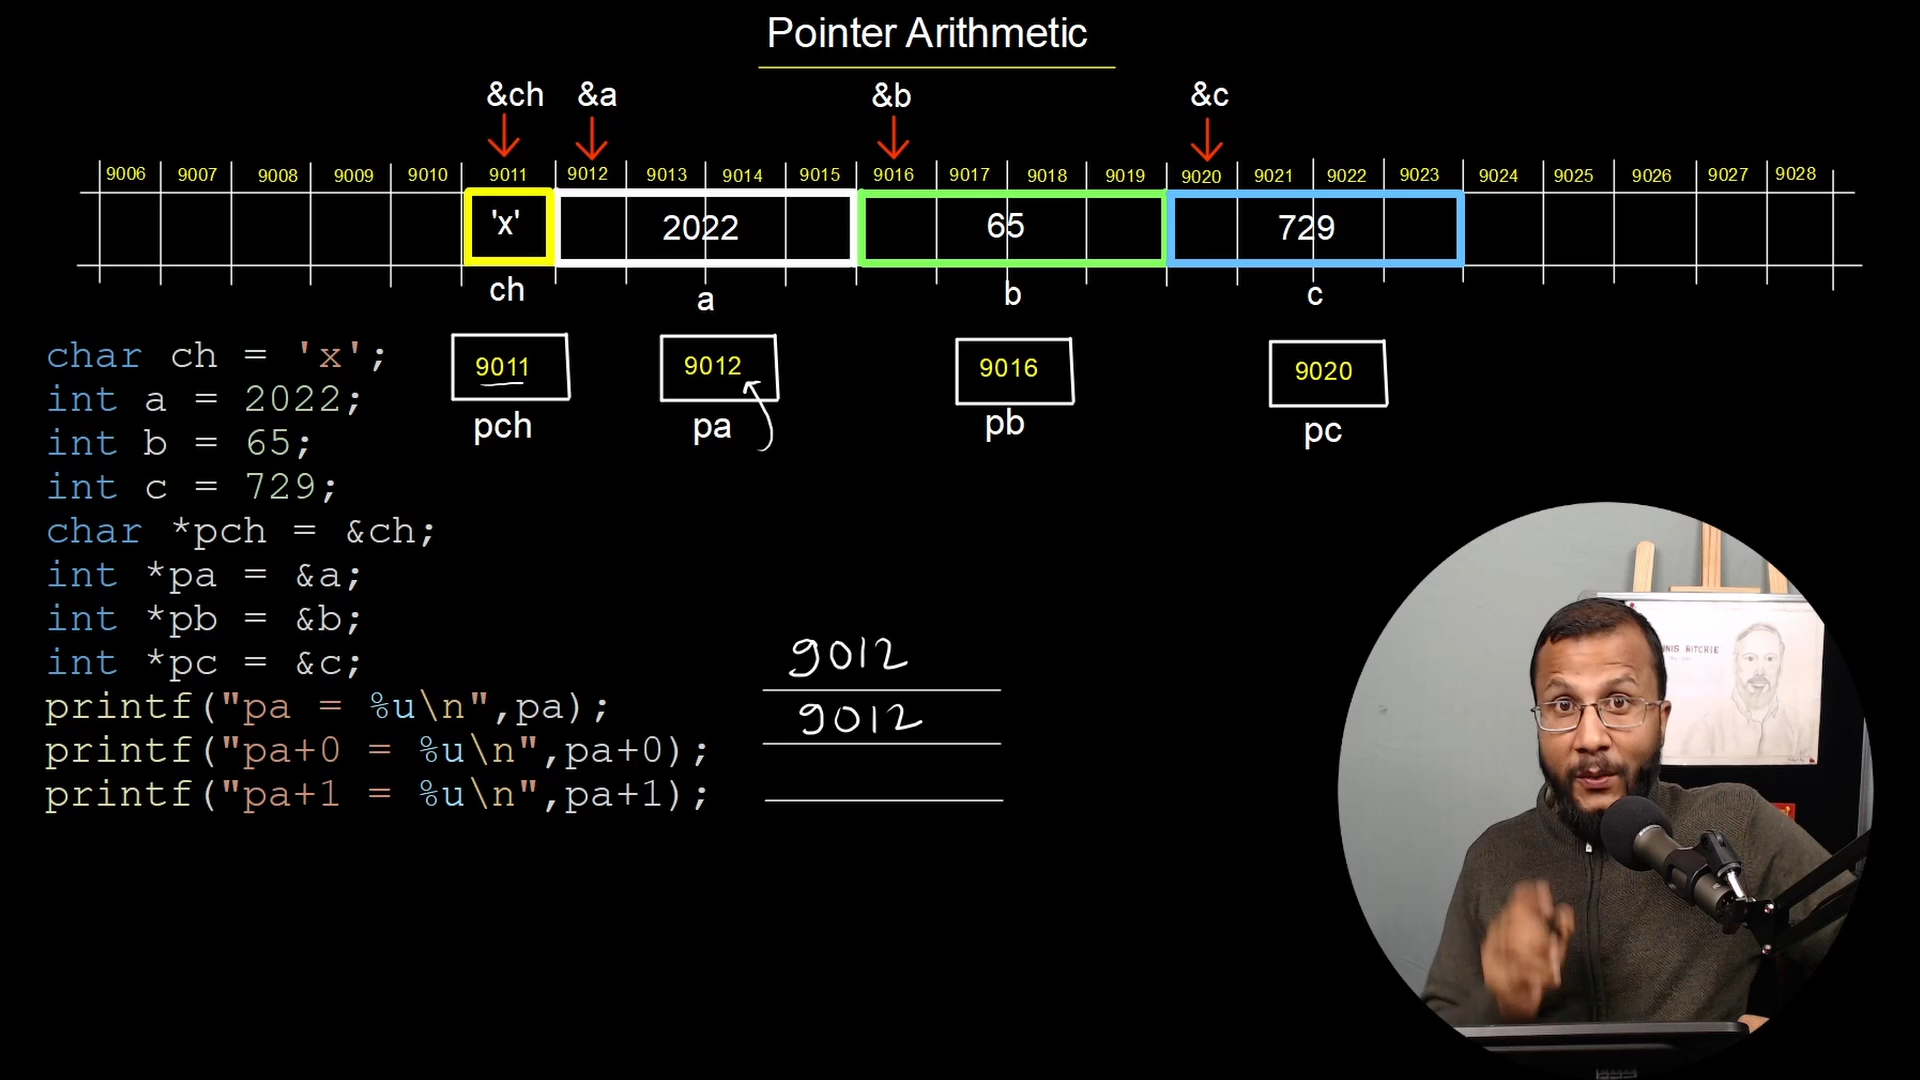 Pointer Arithmetic
&ch &a &b &c
9006 9007 9008 9009 9010 9011 9012 9013 9014 9015 9016 9017 9018 9019 9020 9021 9022 9023 9024 9025 9026 9027 9028
'x' 2022 65 729
ch a b c
9011 9012 9016 9020
pch pa pb pc
char ch = 'x';
int a = 2022;
int b = 65;
int c = 729;
char *pch = &ch;
int *pa = &a;
int *pb = &b;
int *pc = &c;
printf("pa = %u\n",pa); 9012
printf("pa+0 = %u\n",pa+0); 9012
printf("pa+1 = %u\n",pa+1);
NIS RITCHIE